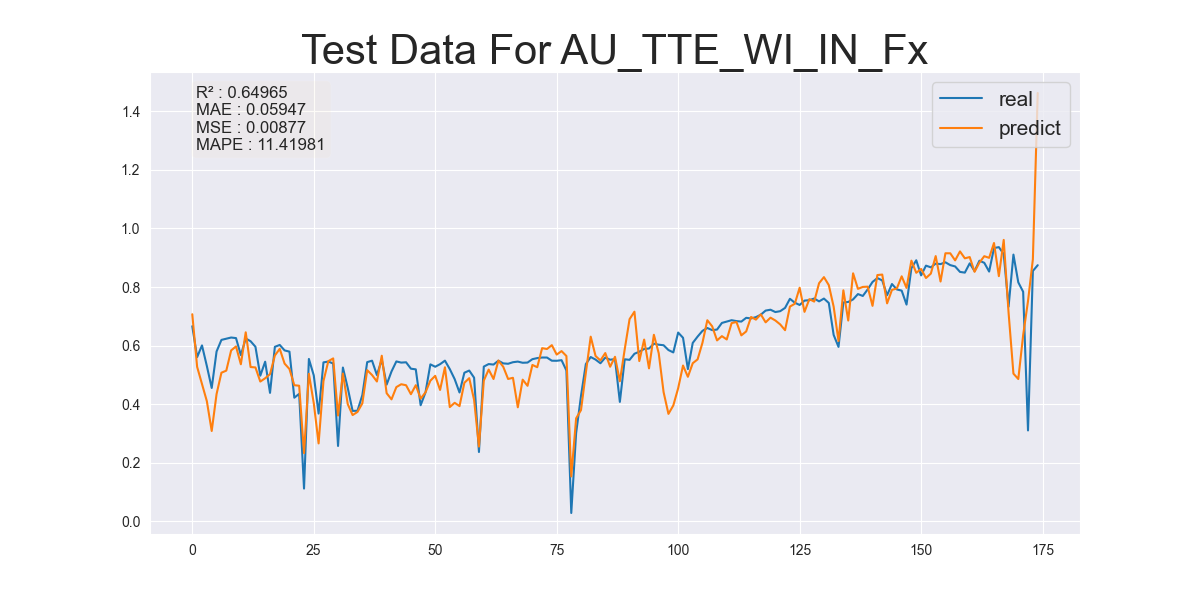 Test Data For AU_TTE_WI_IN_Fx
R² : 0.64965
MAE : 0.05947
MSE : 0.00877
MAPE : 11.41981
real
predict
1.4
1.2
1.0
0.8
0.6
0.4
0.2
0.0
0 25 50 75 100 125 150 175